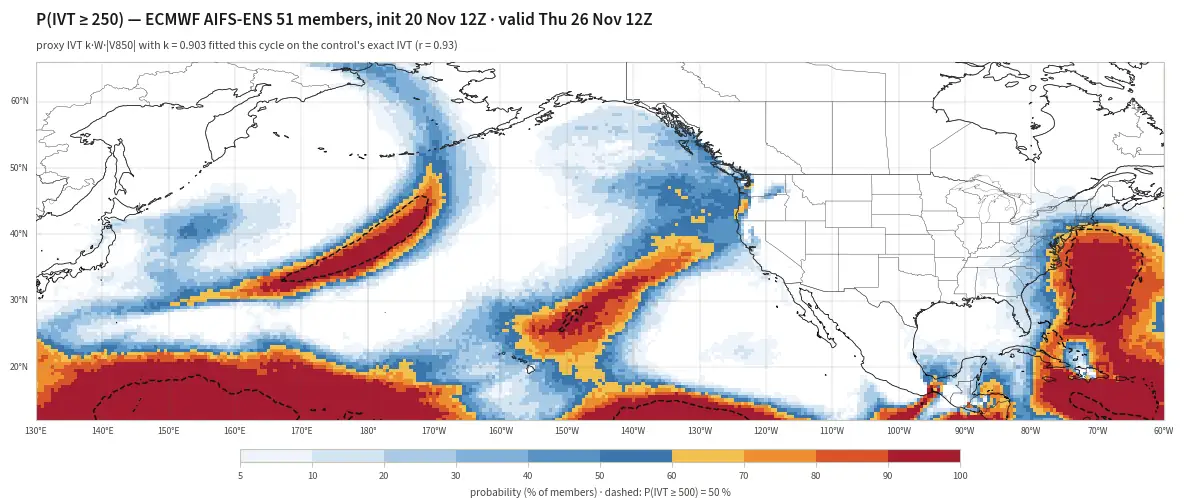 P(IVT ≥ 250) — ECMWF AIFS-ENS 51 members, init 20 Nov 12Z · valid Thu 26 Nov 12Z
proxy IVT k·W·|V850| with k = 0.903 fitted this cycle on the control's exact IVT (r = 0.93)
60°N
50°N
40°N
30°N
20°N
130°E 140°E 150°E 160°E 180° 170°W 160°W 150°W 140°W 130°W 120°W 110°W 100°W 90°W 80°W 70°W 60°W
5 10 20 30 40 50 60 70 80 90 100
probability (% of members) · dashed: P(IVT ≥ 500) = 50 %